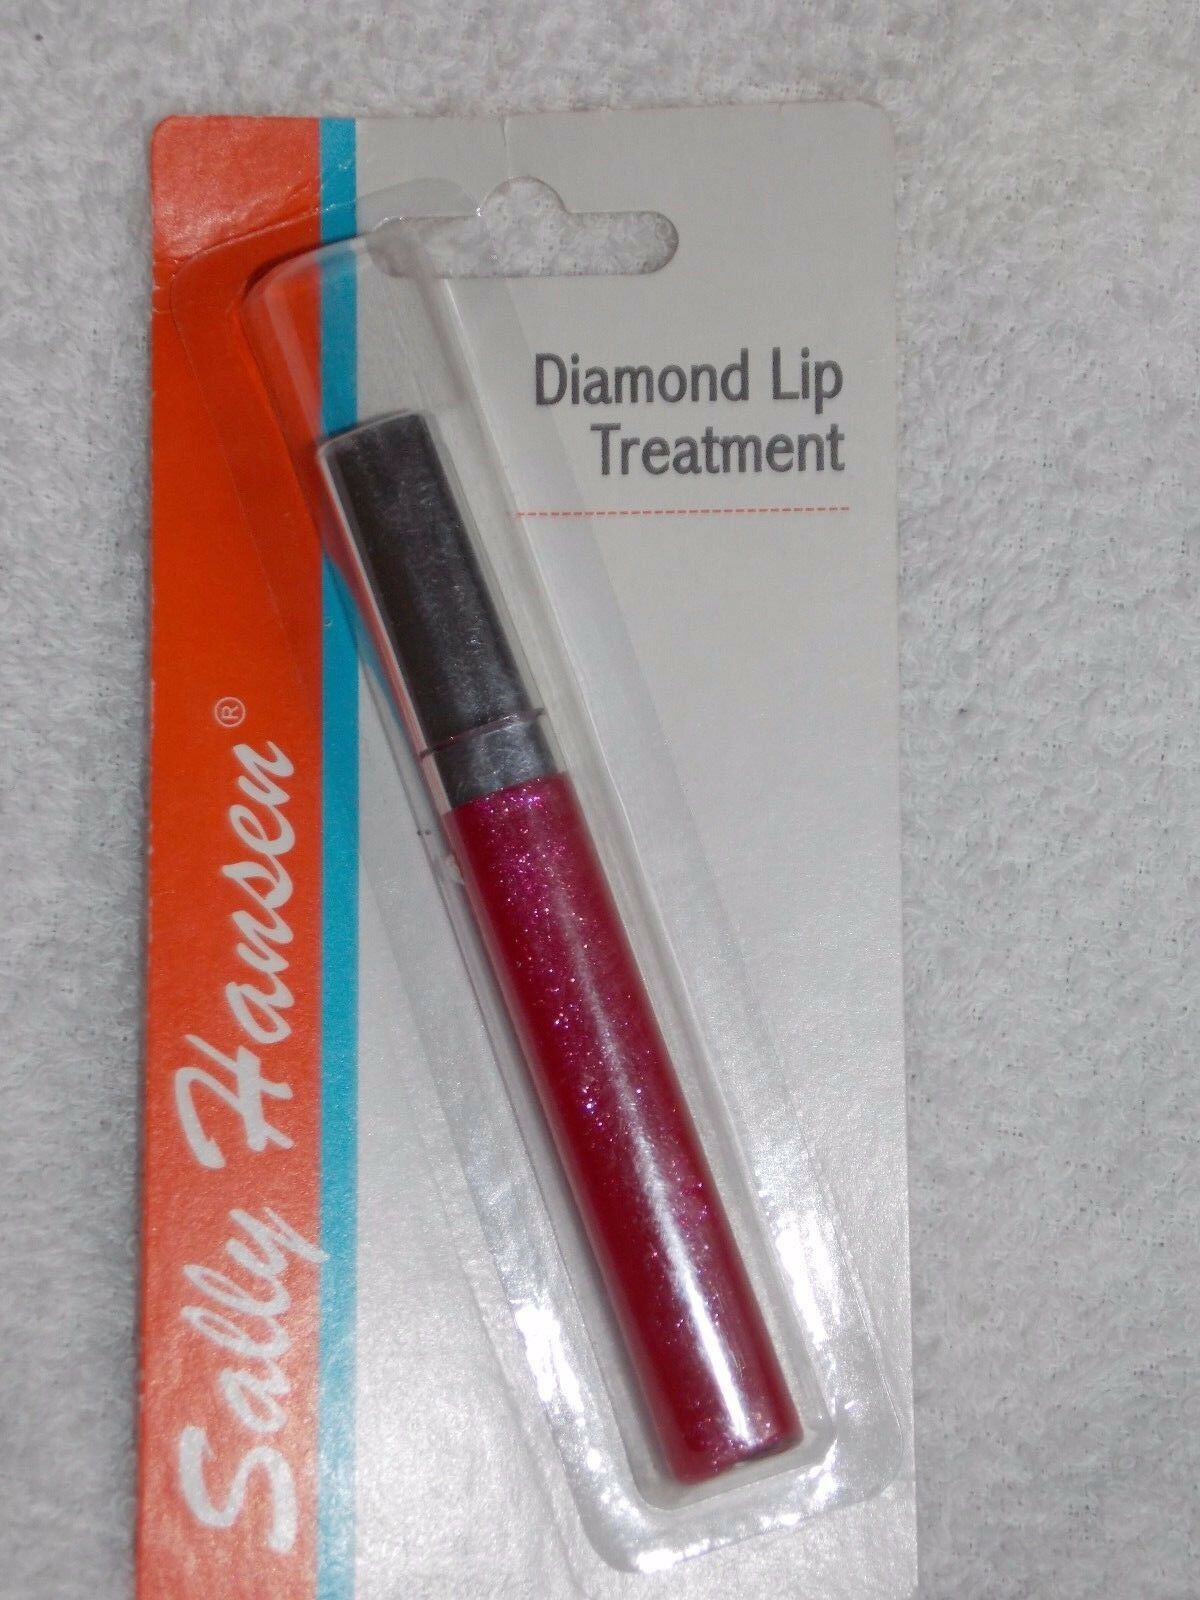 Diamond Lip
Treatment
Sally Hansen®